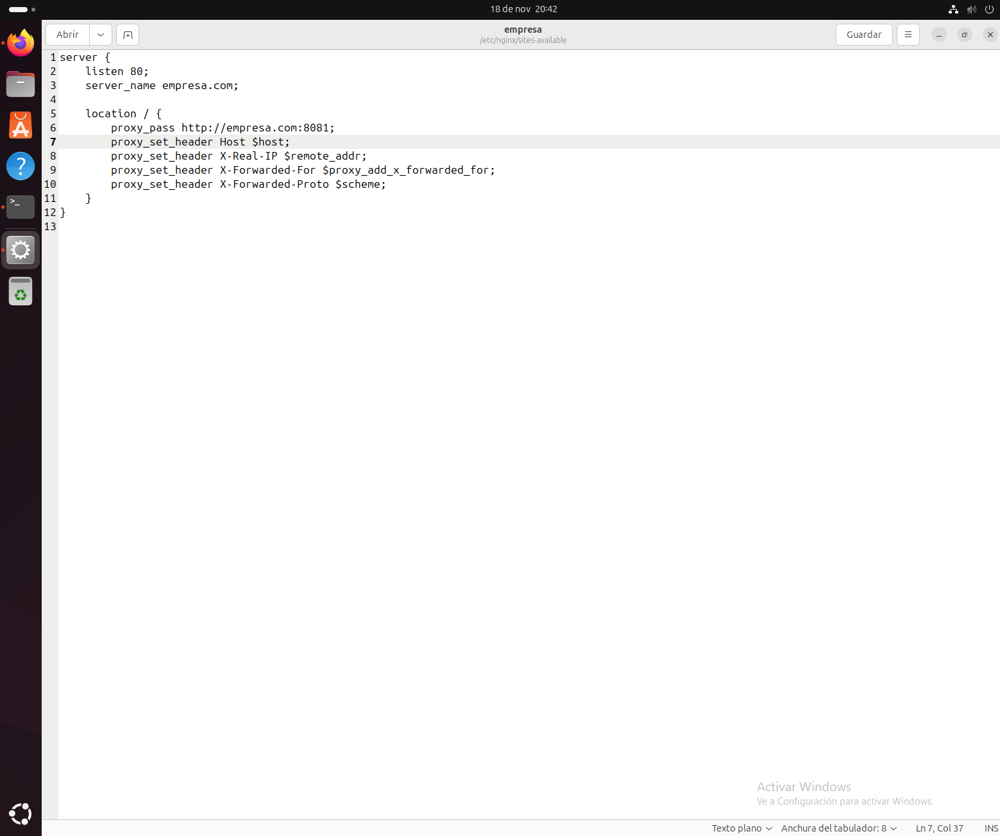 18 de nov 20:42
Abrir
empresa
/etc/nginx/sites-available
Guardar
1 server {
2 listen 80;
3 server_name empresa.com;
4
5 location / {
6 proxy_pass http://empresa.com:8081;
7 proxy_set_header Host $host;
8 proxy_set_header X-Real-IP $remote_addr;
9 proxy_set_header X-Forwarded-For $proxy_add_x_forwarded_for;
10 proxy_set_header X-Forwarded-Proto $scheme;
11 }
12 }
13
Activar Windows
Ve a Configuración para activar Windows.
Texto plano Anchura del tabulador: 8 Ln 7, Col 37 INS